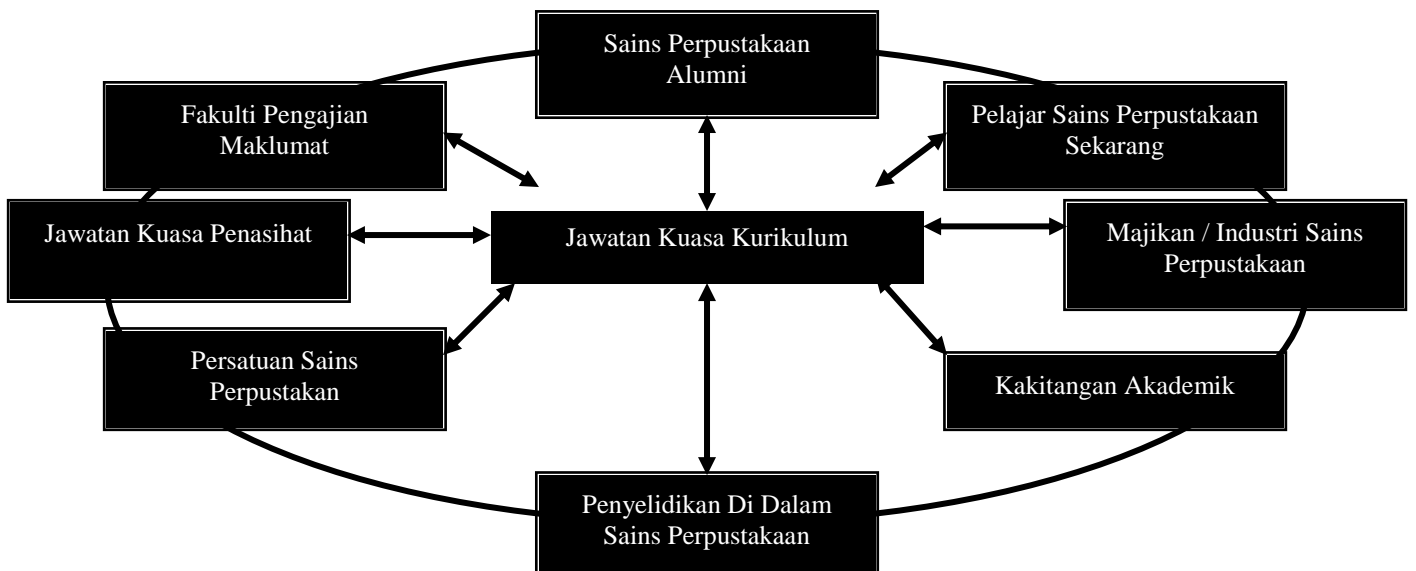 Sains Perpustakaan
Alumni
Fakulti Pengajian
Maklumat
Pelajar Sains Perpustakaan
Sekarang
Jawatan Kuasa Penasihat
Jawatan Kuasa Kurikulum
Majikan / Industri Sains
Perpustakaan
Persatuan Sains
Perpustakan
Kakitangan Akademik
Penyelidikan Di Dalam
Sains Perpustakaan